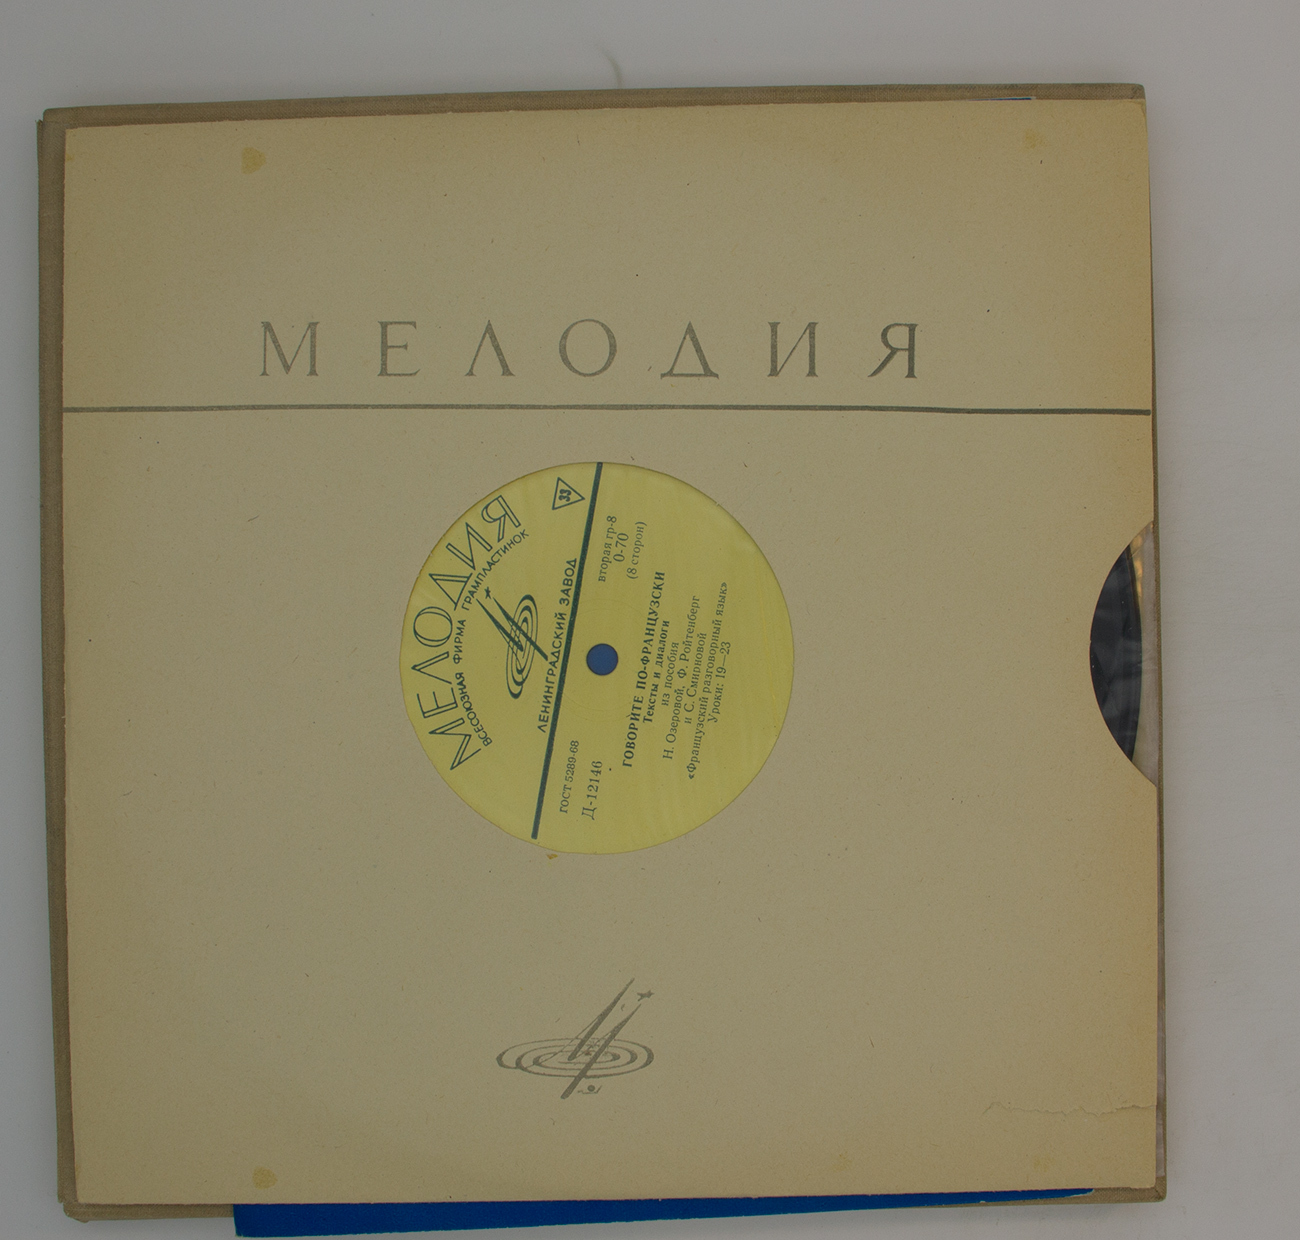 МЕЛОДИЯ
МЕЛОДИЯ
ВСЕСОЮЗНАЯ ФИРМА ГРАМПЛАСТИНОК
ЛЕНИНГРАДСКИЙ ЗАВОД
33
ГОСТ 5289-68
Д-12146
вторая гр-8
0-70
(8 сторон)
ГОВОРИТЕ ПО-ФРАНЦУЗСКИ
Тексты и диалоги
из пособия
Н. Озеровой, Ф. Ройтенберг
и С. Смирновой
«Французский разговорный язык»
Уроки: 19—23